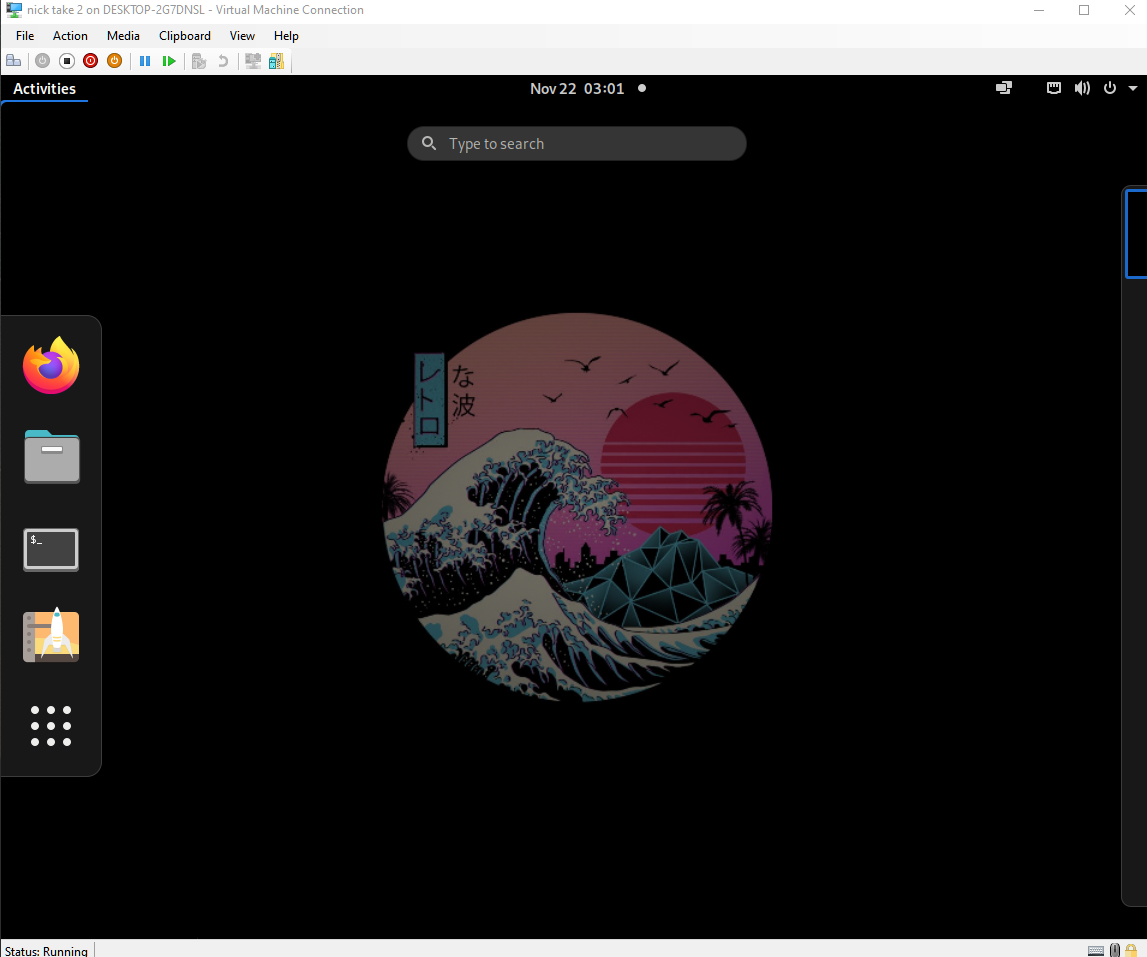 nick take 2 on DESKTOP-2G7DNSL - Virtual Machine Connection
File Action Media Clipboard View Help
Activities
Nov 22 03:01
Type to search
な波
レトロ
$_
Status: Running